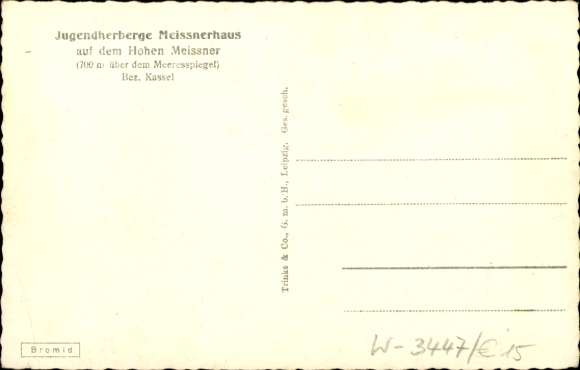 Jugendherberge Meissnerhaus
auf dem Hohen Meissner
(700 m über dem Meeresspiegel)
Bez. Kassel
Trinks & Co., G. m. b. H., Leipzig. Ges. gesch.
Bromid
W-3447/€ 15